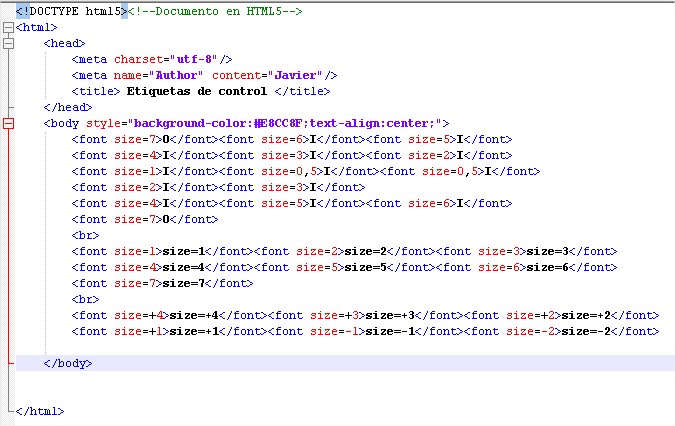 <!DOCTYPE html5><!--Documento en HTML5-->
<html>
<head>
<meta charset="utf-8"/>
<meta name="Author" content="Javier"/>
<title> Etiquetas de control </title>
</head>
<body style="background-color:#E8CC8F;text-align:center;">
<font size=7>O</font><font size=6>I</font><font size=5>I</font>
<font size=4>I</font><font size=3>I</font><font size=2>I</font>
<font size=1>I</font><font size=0,5>I</font><font size=0,5>I</font>
<font size=2>I</font><font size=3>I</font>
<font size=4>I</font><font size=5>I</font><font size=6>I</font>
<font size=7>O</font>
<br>
<font size=1>size=1</font><font size=2>size=2</font><font size=3>size=3</font>
<font size=4>size=4</font><font size=5>size=5</font><font size=6>size=6</font>
<font size=7>size=7</font>
<br>
<font size=+4>size=+4</font><font size=+3>size=+3</font><font size=+2>size=+2</font>
<font size=+1>size=+1</font><font size=-1>size=-1</font><font size=-2>size=-2</font>
</body>
</html>